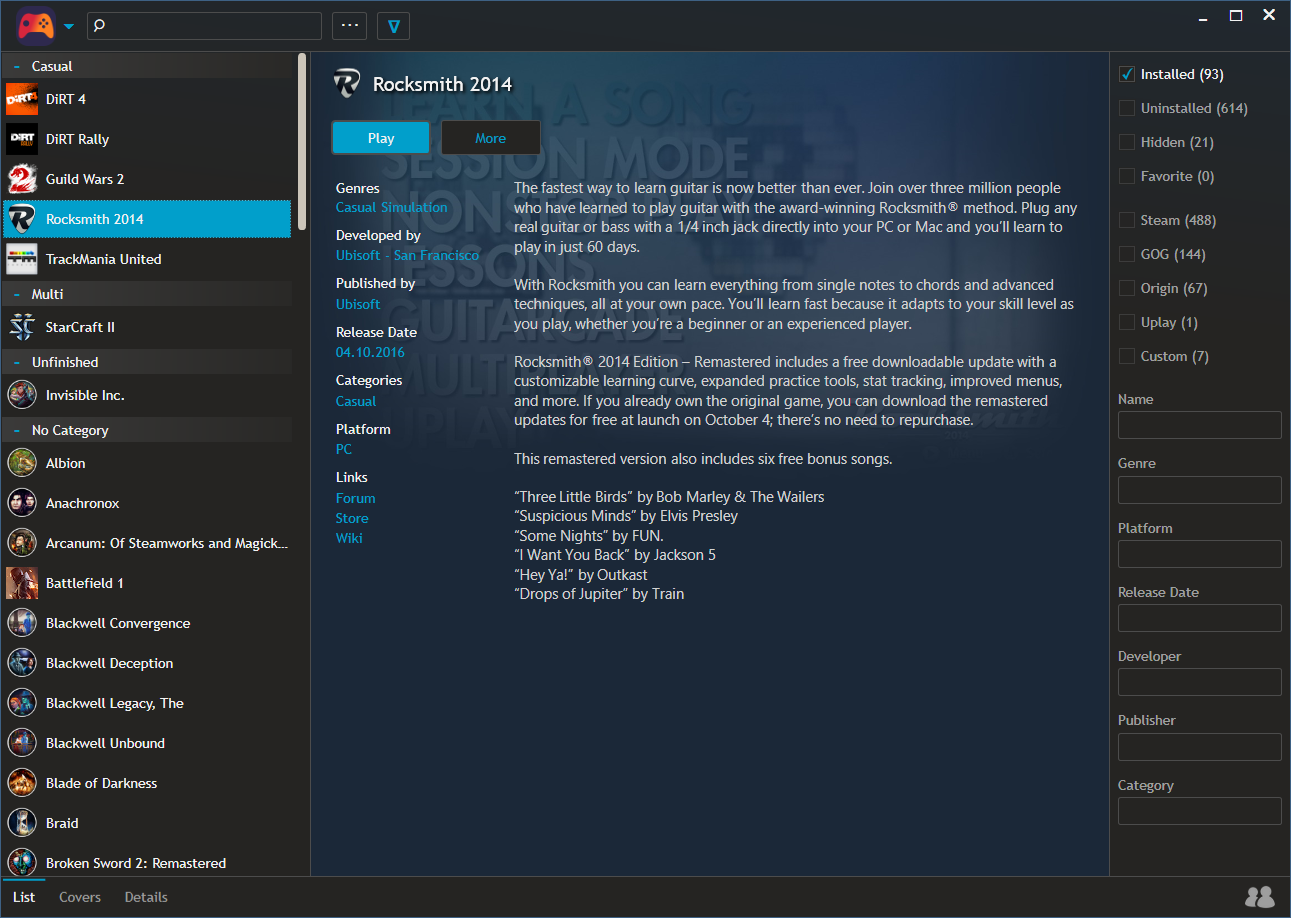 Casual
DiRT 4
DiRT Rally
Guild Wars 2
Rocksmith 2014
TrackMania United
Multi
StarCraft II
Unfinished
Invisible Inc.
No Category
Albion
Anachronox
Arcanum: Of Steamworks and Magick...
Battlefield 1
Blackwell Convergence
Blackwell Deception
Blackwell Legacy, The
Blackwell Unbound
Blade of Darkness
Braid
Broken Sword 2: Remastered
List Covers Details
Rocksmith 2014
Play More
LEARN A SONG
SESSION MODE
NONSTOP PLAY
LESSONS
GUITARCADE
MULTIPLAYER
Genres
Casual Simulation
Developed by
Ubisoft - San Francisco
Published by
Ubisoft
Release Date
04.10.2016
Categories
Casual
Platform
PC
Links
Forum
Store
Wiki
The fastest way to learn guitar is now better than ever. Join over three million people
who have learned to play guitar with the award-winning Rocksmith® method. Plug any
real guitar or bass with a 1/4 inch jack directly into your PC or Mac and you’ll learn to
play in just 60 days.
With Rocksmith you can learn everything from single notes to chords and advanced
techniques, all at your own pace. You’ll learn fast because it adapts to your skill level as
you play, whether you’re a beginner or an experienced player.
Rocksmith® 2014 Edition – Remastered includes a free downloadable update with a
customizable learning curve, expanded practice tools, stat tracking, improved menus,
and more. If you already own the original game, you can download the remastered
updates for free at launch on October 4; there’s no need to repurchase.
This remastered version also includes six free bonus songs.
“Three Little Birds” by Bob Marley & The Wailers
“Suspicious Minds” by Elvis Presley
“Some Nights” by FUN.
“I Want You Back” by Jackson 5
“Hey Ya!” by Outkast
“Drops of Jupiter” by Train
Installed (93)
Uninstalled (614)
Hidden (21)
Favorite (0)
Steam (488)
GOG (144)
Origin (67)
Uplay (1)
Custom (7)
Name
Genre
Platform
Release Date
Developer
Publisher
Category